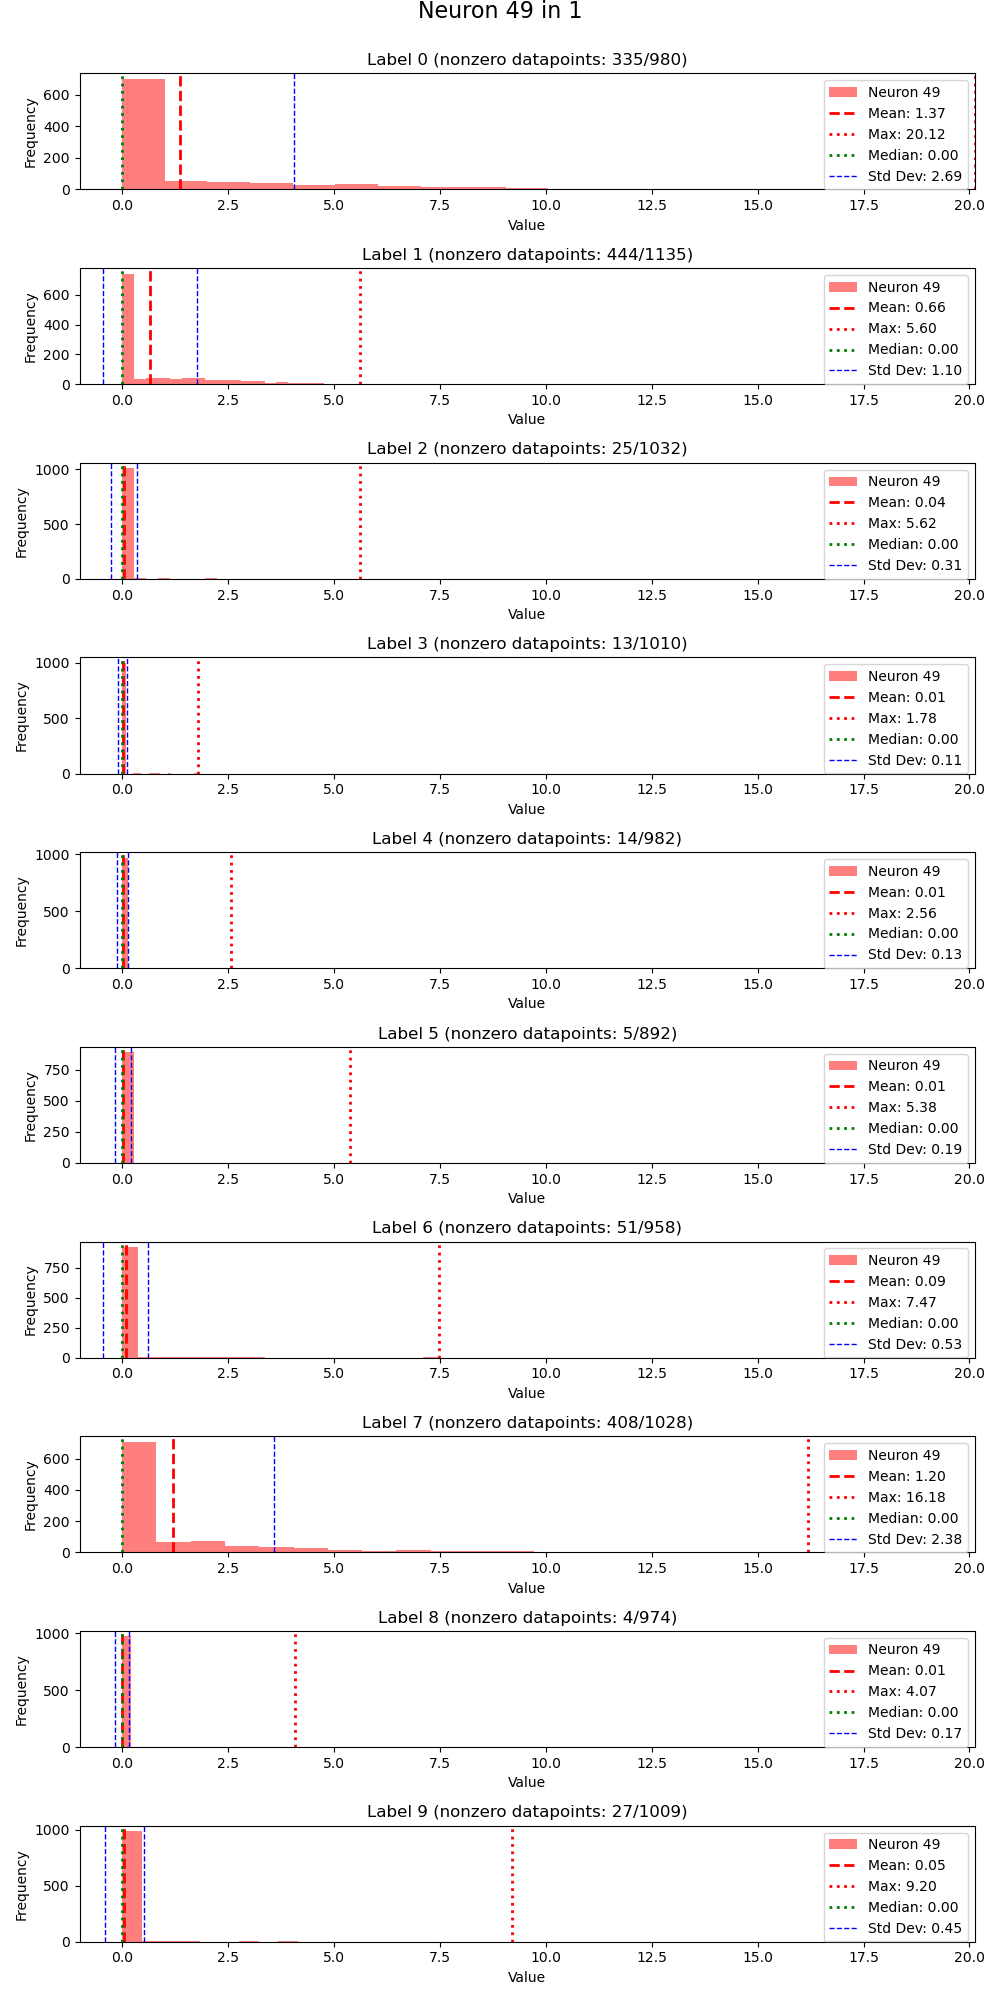 Neuron 49 in 1
Label 0 (nonzero datapoints: 335/980)
Frequency
600
400
200
0
Neuron 49
Mean: 1.37
Max: 20.12
Median: 0.00
Std Dev: 2.69
0.0 2.5 5.0 7.5 10.0 12.5 15.0 17.5 20.0
Value
Label 1 (nonzero datapoints: 444/1135)
Frequency
600
400
200
0
Neuron 49
Mean: 0.66
Max: 5.60
Median: 0.00
Std Dev: 1.10
0.0 2.5 5.0 7.5 10.0 12.5 15.0 17.5 20.0
Value
Label 2 (nonzero datapoints: 25/1032)
Frequency
1000
500
0
Neuron 49
Mean: 0.04
Max: 5.62
Median: 0.00
Std Dev: 0.31
0.0 2.5 5.0 7.5 10.0 12.5 15.0 17.5 20.0
Value
Label 3 (nonzero datapoints: 13/1010)
Frequency
1000
500
0
Neuron 49
Mean: 0.01
Max: 1.78
Median: 0.00
Std Dev: 0.11
0.0 2.5 5.0 7.5 10.0 12.5 15.0 17.5 20.0
Value
Label 4 (nonzero datapoints: 14/982)
Frequency
1000
500
0
Neuron 49
Mean: 0.01
Max: 2.56
Median: 0.00
Std Dev: 0.13
0.0 2.5 5.0 7.5 10.0 12.5 15.0 17.5 20.0
Value
Label 5 (nonzero datapoints: 5/892)
Frequency
750
500
250
0
Neuron 49
Mean: 0.01
Max: 5.38
Median: 0.00
Std Dev: 0.19
0.0 2.5 5.0 7.5 10.0 12.5 15.0 17.5 20.0
Value
Label 6 (nonzero datapoints: 51/958)
Frequency
750
500
250
0
Neuron 49
Mean: 0.09
Max: 7.47
Median: 0.00
Std Dev: 0.53
0.0 2.5 5.0 7.5 10.0 12.5 15.0 17.5 20.0
Value
Label 7 (nonzero datapoints: 408/1028)
Frequency
600
400
200
0
Neuron 49
Mean: 1.20
Max: 16.18
Median: 0.00
Std Dev: 2.38
0.0 2.5 5.0 7.5 10.0 12.5 15.0 17.5 20.0
Value
Label 8 (nonzero datapoints: 4/974)
Frequency
1000
500
0
Neuron 49
Mean: 0.01
Max: 4.07
Median: 0.00
Std Dev: 0.17
0.0 2.5 5.0 7.5 10.0 12.5 15.0 17.5 20.0
Value
Label 9 (nonzero datapoints: 27/1009)
Frequency
1000
500
0
Neuron 49
Mean: 0.05
Max: 9.20
Median: 0.00
Std Dev: 0.45
0.0 2.5 5.0 7.5 10.0 12.5 15.0 17.5 20.0
Value